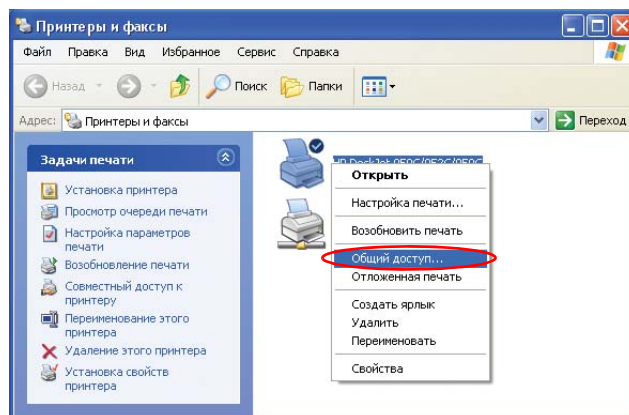 Принтеры и факсы
Файл Правка Вид Избранное Сервис Справка
Назад Поиск Папки
Адрес: Принтеры и факсы Переход
Задачи печати
Установка принтера
Просмотр очереди печати
Настройка параметров
печати
Возобновление печати
Совместный доступ к
принтеру
Переименование этого
принтера
Удаление этого принтера
Установка свойств
принтера
HP DeskJet
Открыть
Настройка печати...
Возобновить печать
Общий доступ...
Отложенная печать
Создать ярлык
Удалить
Переименовать
Свойства